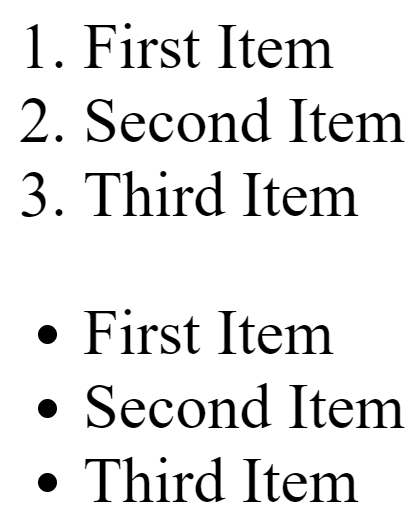 1. First Item
2. Second Item
3. Third Item
• First Item
• Second Item
• Third Item